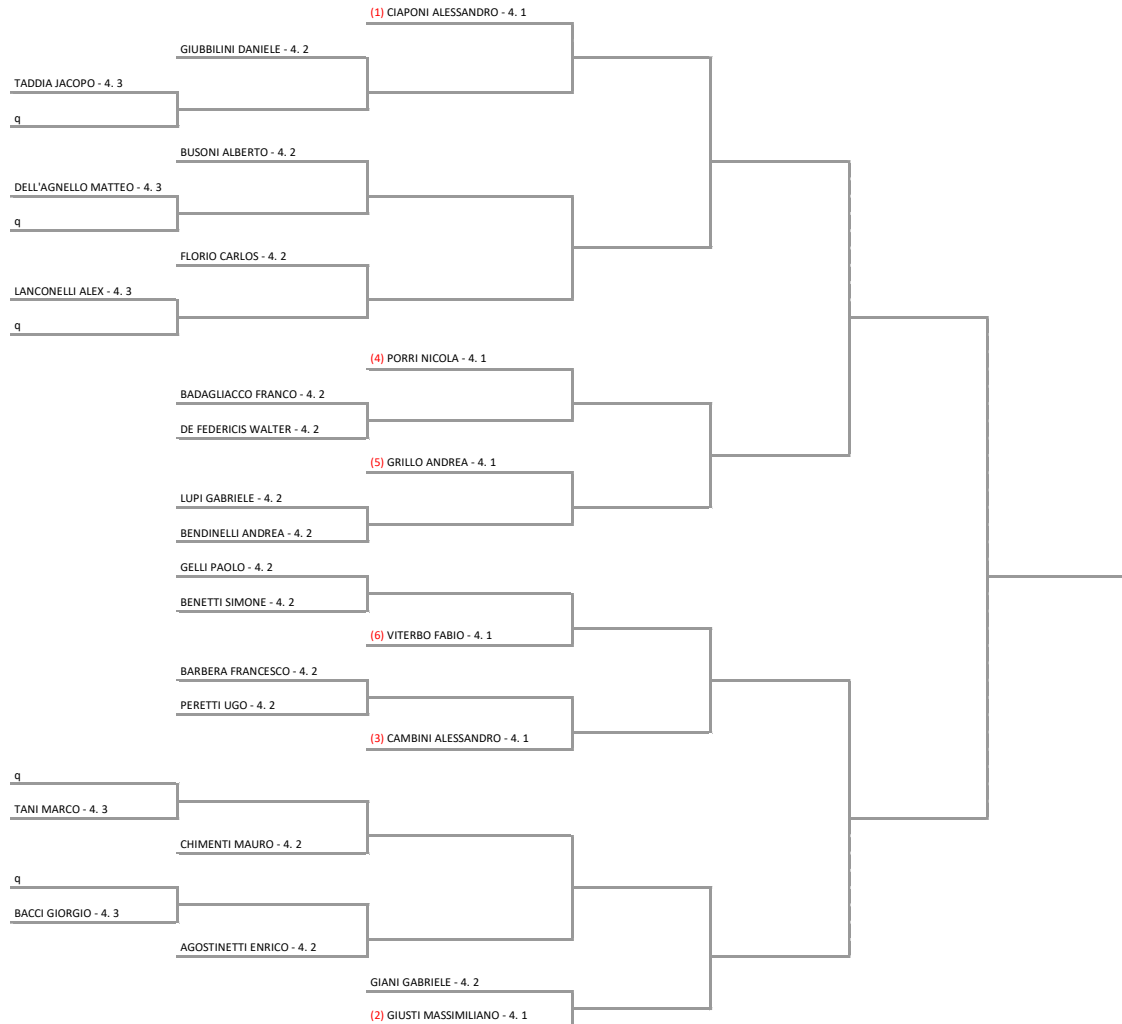 (1) CIAPONI ALESSANDRO - 4. 1
GIUBBILINI DANIELE - 4. 2
TADDIA JACOPO - 4. 3
q
BUSONI ALBERTO - 4. 2
DELL'AGNELLO MATTEO - 4. 3
q
FLORIO CARLOS - 4. 2
LANCONELLI ALEX - 4. 3
q
(4) PORRI NICOLA - 4. 1
BADAGLIACCO FRANCO - 4. 2
DE FEDERICIS WALTER - 4. 2
(5) GRILLO ANDREA - 4. 1
LUPI GABRIELE - 4. 2
BENDINELLI ANDREA - 4. 2
GELLI PAOLO - 4. 2
BENETTI SIMONE - 4. 2
(6) VITERBO FABIO - 4. 1
BARBERA FRANCESCO - 4. 2
PERETTI UGO - 4. 2
(3) CAMBINI ALESSANDRO - 4. 1
q
TANI MARCO - 4. 3
CHIMENTI MAURO - 4. 2
q
BACCI GIORGIO - 4. 3
AGOSTINETTI ENRICO - 4. 2
GIANI GABRIELE - 4. 2
(2) GIUSTI MASSIMILIANO - 4. 1